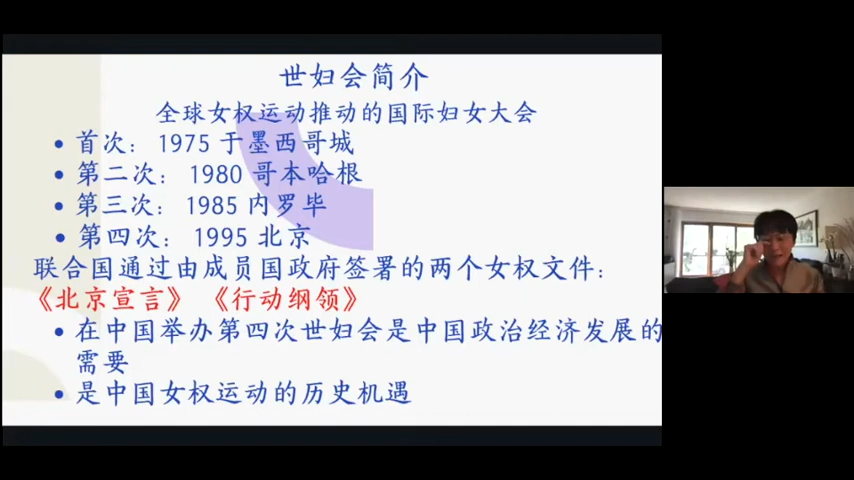 世妇会简介
全球女权运动推动的国际妇女大会
• 首次：1975 于墨西哥城
• 第二次：1980 哥本哈根
• 第三次：1985 内罗毕
• 第四次：1995 北京
联合国通过由成员国政府签署的两个女权文件：
《北京宣言》《行动纲领》
• 在中国举办第四次世妇会是中国政治经济发展的
需要
• 是中国女权运动的历史机遇